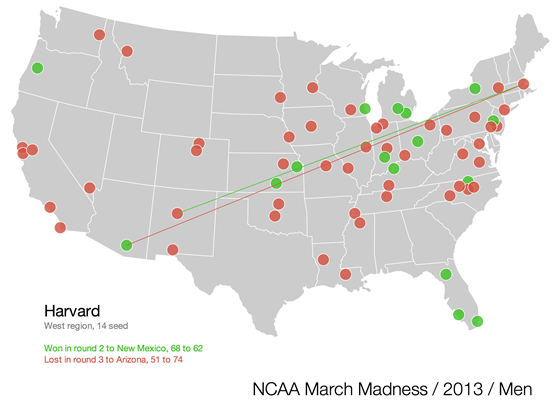 Harvard
West region, 14 seed
Won in round 2 to New Mexico, 68 to 62
Lost in round 3 to Arizona, 51 to 74
NCAA March Madness / 2013 / Men